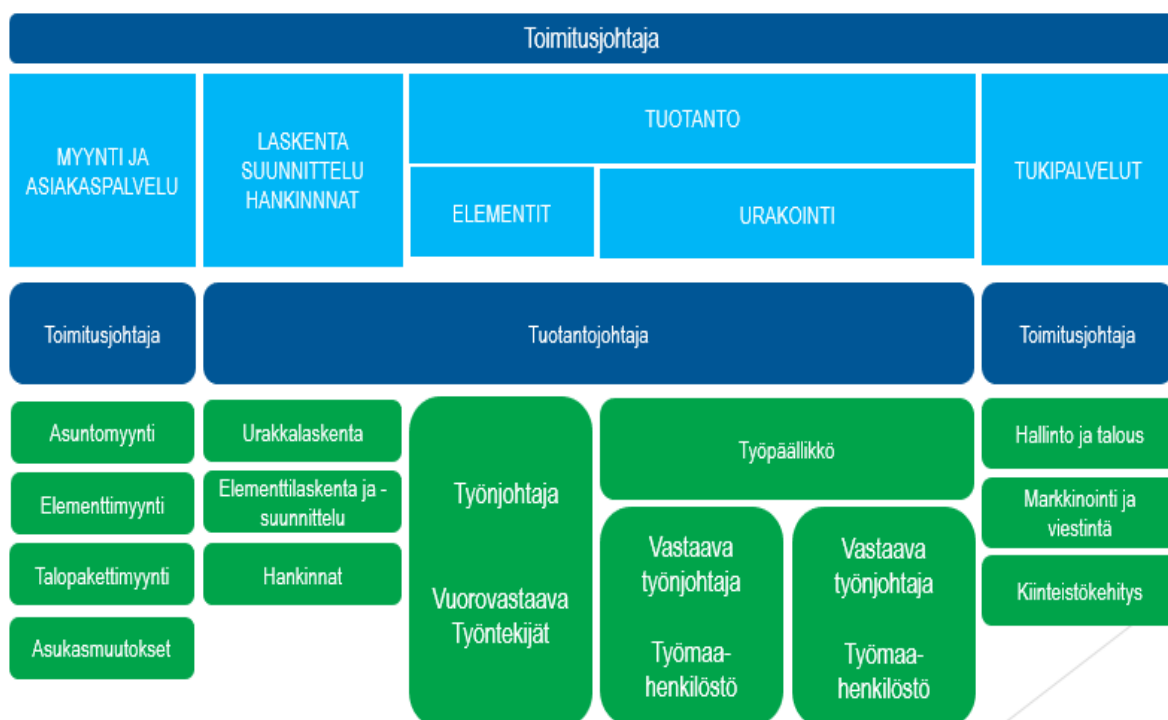 Toimitusjohtaja
MYYNTI JA
ASIAKASPALVELU
LASKENTA
SUUNNITTELU
HANKINNNAT
TUOTANTO
ELEMENTIT
URAKOINTI
TUKIPALVELUT
Toimitusjohtaja
Tuotantojohtaja
Toimitusjohtaja
Asuntomyynti
Elementtimyynti
Talopakettimyynti
Asukasmuutokset
Urakkalaskenta
Elementtilaskenta ja -
suunnittelu
Hankinnat
Työnjohtaja
Vuorovastaava
Työntekijät
Työpäällikkö
Vastaava
työnjohtaja
Työmaa-
henkilöstö
Vastaava
työnjohtaja
Työmaa-
henkilöstö
Hallinto ja talous
Markkinointi ja
viestintä
Kiinteistökehitys